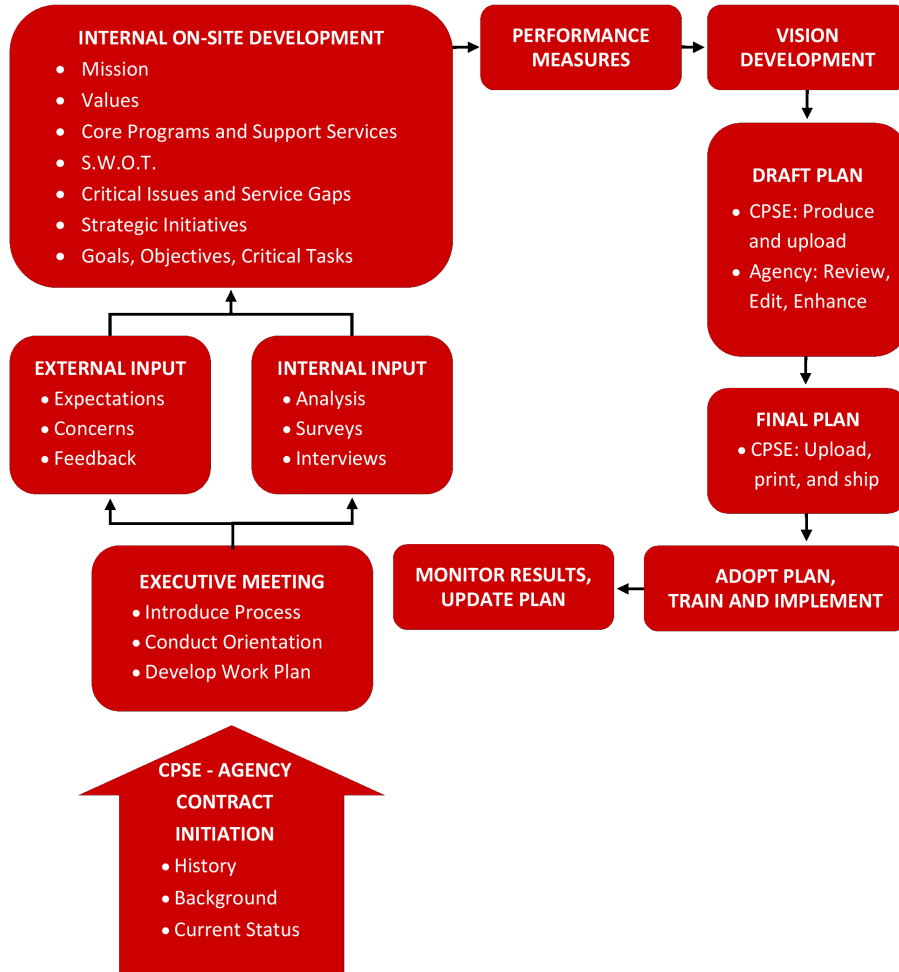 INTERNAL ON-SITE DEVELOPMENT
• Mission
• Values
• Core Programs and Support Services
• S.W.O.T.
• Critical Issues and Service Gaps
• Strategic Initiatives
• Goals, Objectives, Critical Tasks
PERFORMANCE
MEASURES
VISION
DEVELOPMENT
DRAFT PLAN
• CPSE: Produce
and upload
• Agency: Review,
Edit, Enhance
EXTERNAL INPUT
• Expectations
• Concerns
• Feedback
INTERNAL INPUT
• Analysis
• Surveys
• Interviews
FINAL PLAN
• CPSE: Upload,
print, and ship
EXECUTIVE MEETING
• Introduce Process
• Conduct Orientation
• Develop Work Plan
MONITOR RESULTS,
UPDATE PLAN
ADOPT PLAN,
TRAIN AND IMPLEMENT
CPSE - AGENCY
CONTRACT
INITIATION
• History
• Background
• Current Status